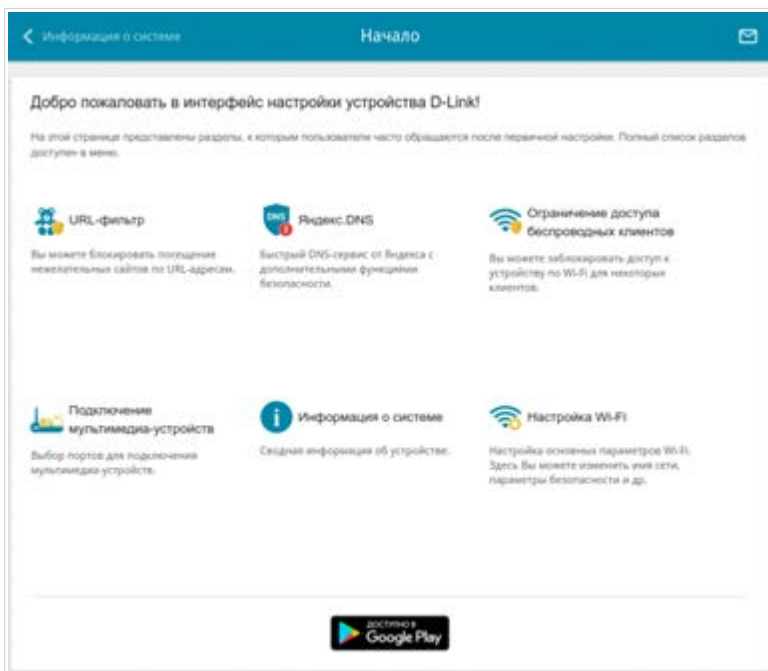 Информация о системе
Начало
Добро пожаловать в интерфейс настройки устройства D-Link!
На этой странице представлены разделы, к которым пользователи часто обращаются после первичной настройки. Полный список разделов
доступен в меню.
URL-фильтр
Вы можете блокировать посещение
нежелательных сайтов по URL-адресам.
DNS
Яндекс.DNS
Быстрый DNS-сервис от Яндекса с
дополнительными функциями
безопасности.
Ограничение доступа
беспроводных клиентов
Вы можете заблокировать доступ к
устройству по Wi-Fi для некоторых
клиентов.
Подключение
мультимедиа-устройств
Выбор портов для подключения
мультимедиа-устройств.
Информация о системе
Сводная информация об устройстве.
Настройка Wi-Fi
Настройка основных параметров Wi-Fi.
Здесь Вы можете изменить имя сети,
параметры безопасности и др.
ДОСТУПНО В
Google Play